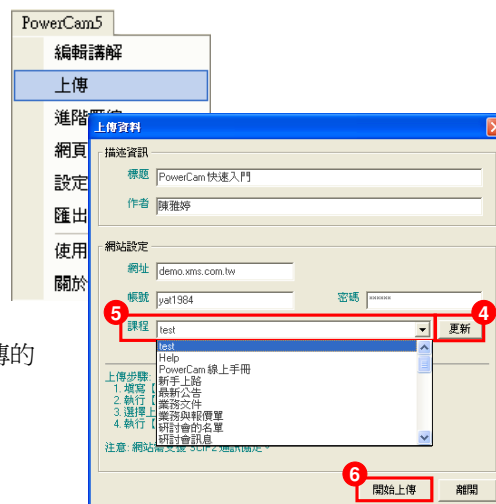 PowerCam5
編輯講解
上傳
進階
網頁
設定
匯出
使用
關於
傳的
上傳資料
描述資訊
標題 PowerCam 快速入門
作者 陳雅婷
網站設定
網址 demo.xms.com.tw
帳號 yat1984 密碼 ******
5 4
課程 test 更新
test
Help
PowerCam 線上手冊
新手上路
最新公告
業務文件
業務與報價單
研討會的名單
研討會訊息
上傳步驟:
1. 填寫【
2. 執行【
3. 選擇上
4. 執行【
注意: 網站需支援 SCIP2 通訊協定。
6
開始上傳 離開